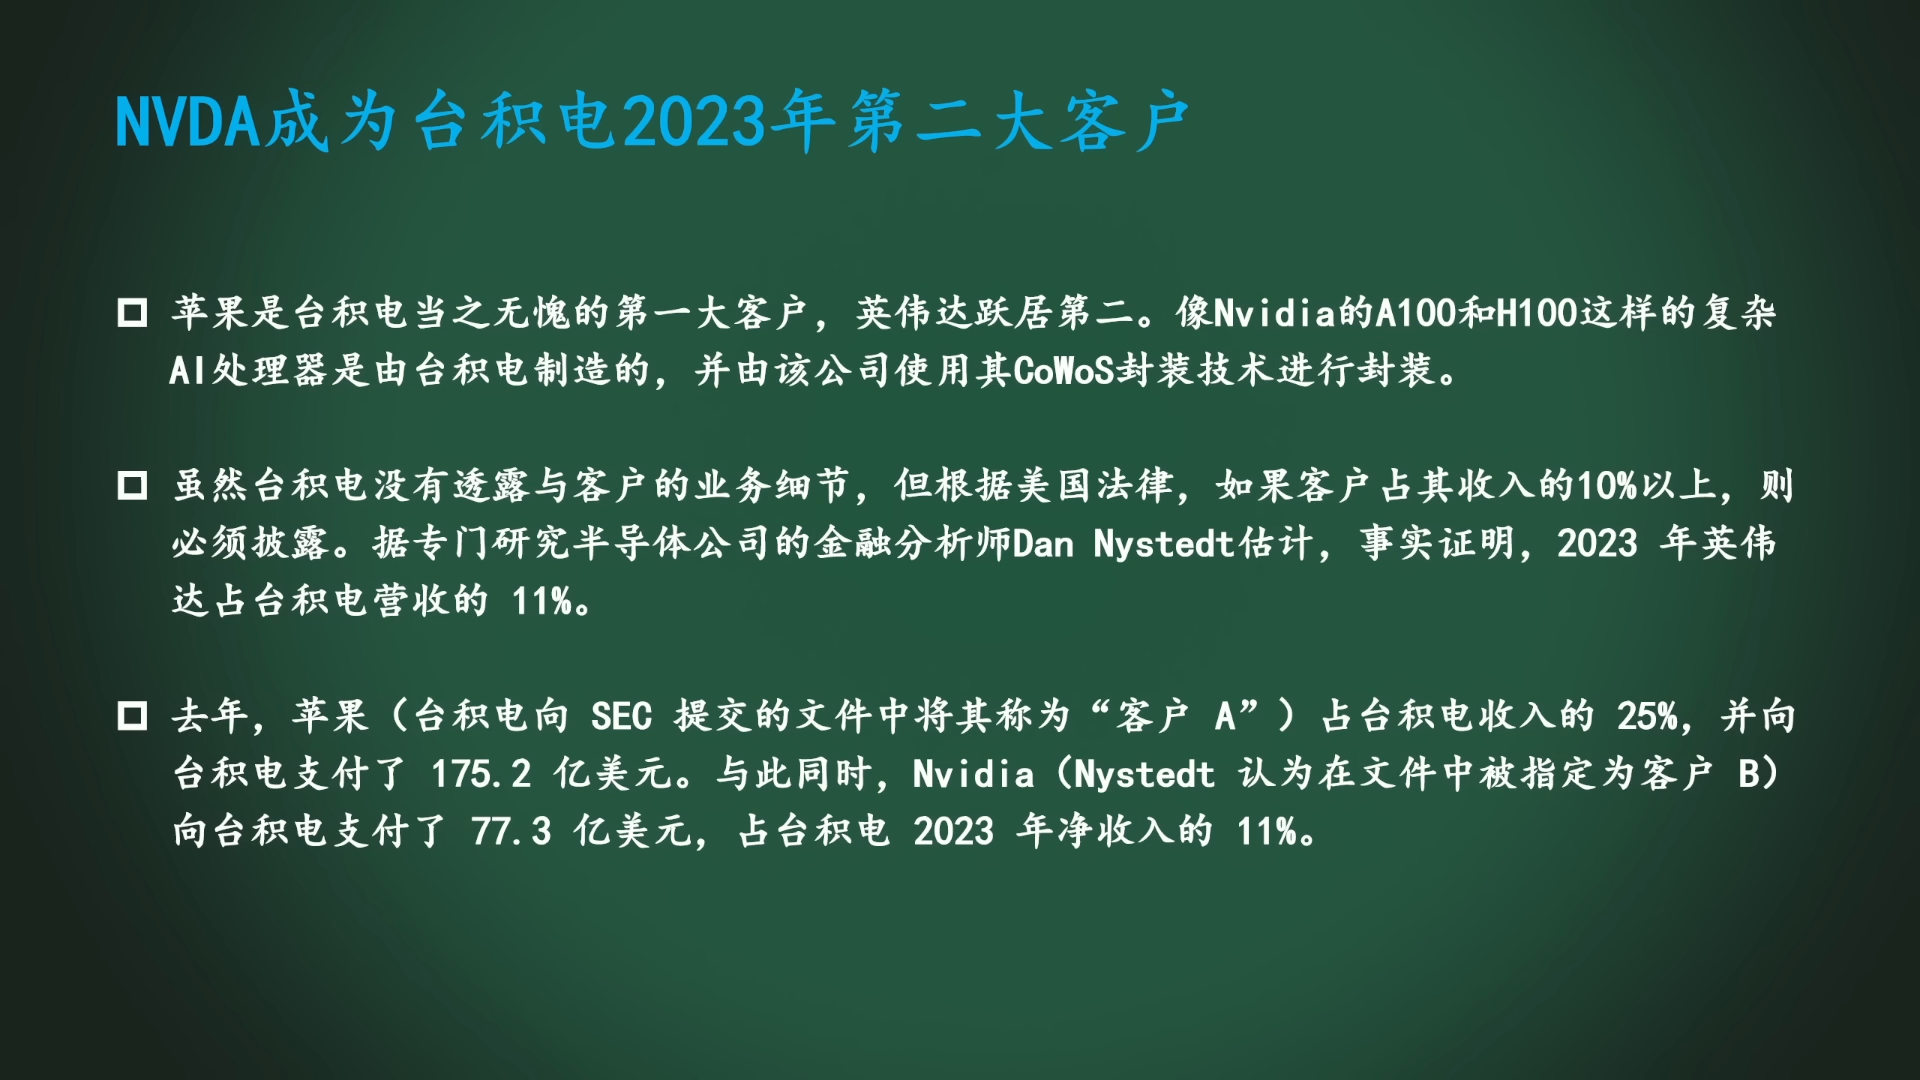 NVDA成为台积电2023年第二大客户
苹果是台积电当之无愧的第一大客户，英伟达跃居第二。像Nvidia的A100和H100这样的复杂
AI处理器是由台积电制造的，并由该公司使用其CoWoS封装技术进行封装。
虽然台积电没有透露与客户的业务细节，但根据美国法律，如果客户占其收入的10%以上，则
必须披露。据专门研究半导体公司的金融分析师Dan Nystedt估计，事实证明，2023 年英伟
达占台积电营收的 11%。
去年，苹果（台积电向 SEC 提交的文件中将其称为“客户 A”）占台积电收入的 25%，并向
台积电支付了 175.2 亿美元。与此同时，Nvidia（Nystedt 认为在文件中被指定为客户 B）
向台积电支付了 77.3 亿美元，占台积电 2023 年净收入的 11%。